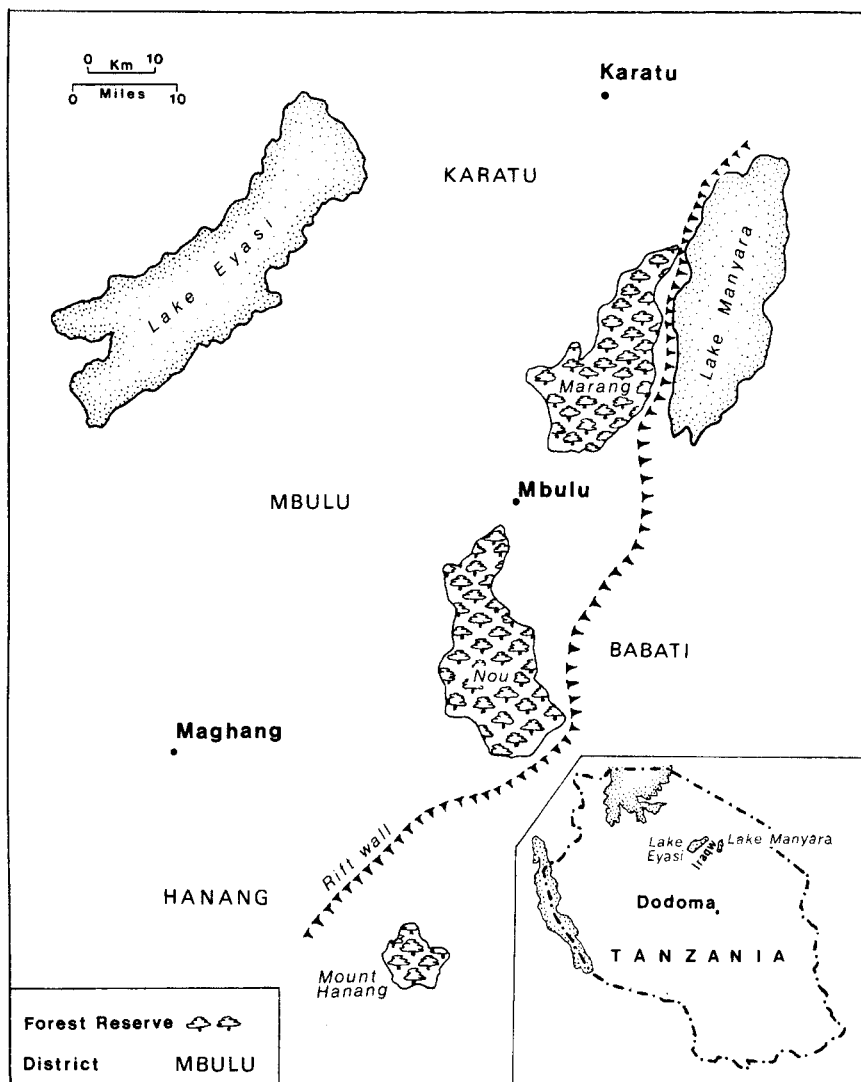 0 10
Km
0 Miles 10
Karatu
KARATU
Lake Eyasi
Lake Manyara
Marang
Mbulu
MBULU
BABATI
Nou
Maghang
Rift wall
HANANG
Mount
Hanang
Lake
Eyasi
Iraqw
Lake Manyara
Dodoma
TANZANIA
Forest Reserve
District MBULU